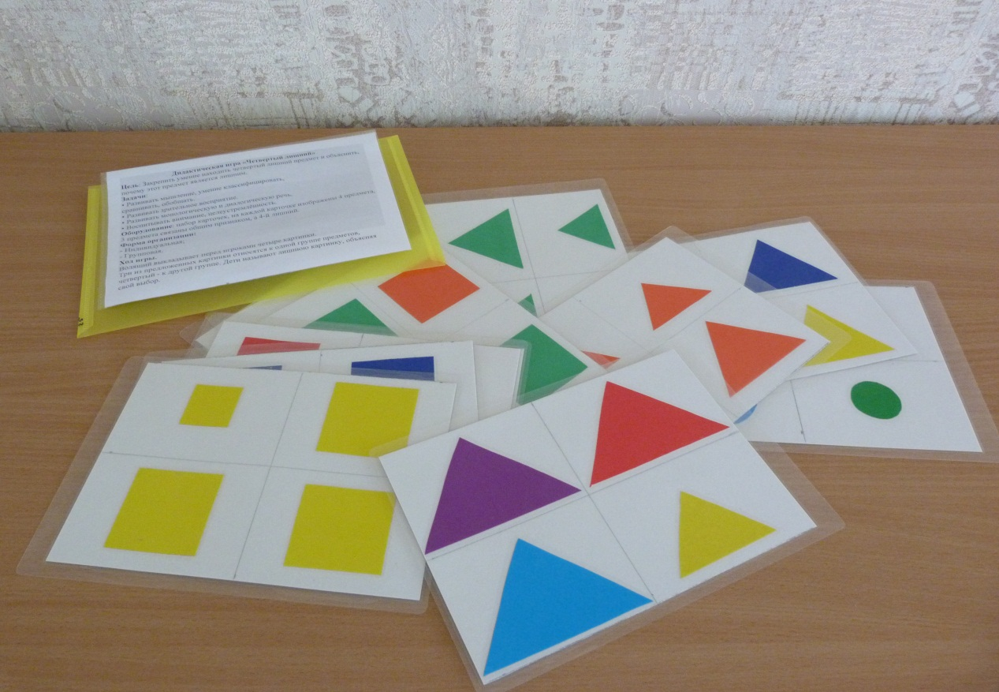 Дидактическая игра «Четвертый лишний»
Цель: Закрепить умение находить четвертый лишний предмет и объяснить,
почему этот предмет является лишним.
Задачи:
• Развивать мышление, умение классифицировать,
сравнивать, обобщать.
• Развивать зрительное восприятие.
• Развивать монологическую и диалогическую речь.
• Воспитывать внимание, целеустремлённость.
Оборудование: набор карточек, на каждой карточке изображены 4 предмета,
3 предмета связаны общим признаком, а 4-й лишний
Форма организации:
- Индивидуальная;
- Групповая.
Ход игры.
Водящий выкладывает перед игроками четыре картинки.
Три из предложенных картинки относятся к одной группе предметов,
четвертый - к другой группе. Дети называют лишнюю картинку, объясняя
свой выбор.